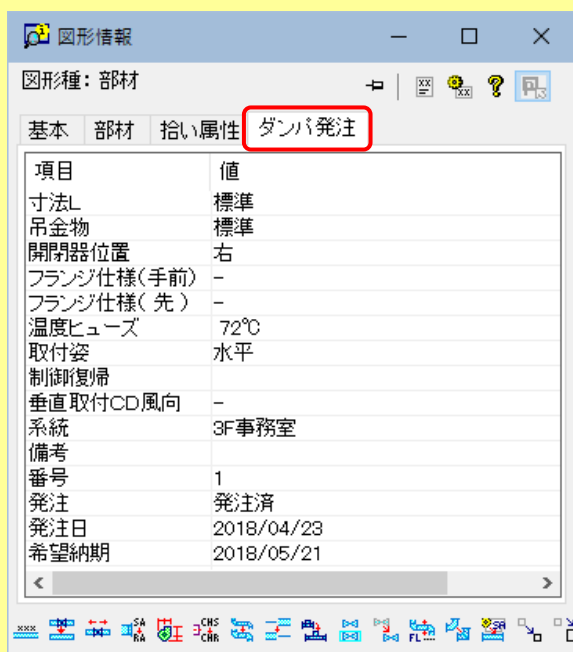 図形情報
図形種: 部材
基本 部材 拾い属性 ダンパ発注
項目 値
寸法L 標準
吊金物 標準
開閉器位置 右
フランジ仕様(手前) −
フランジ仕様( 先 ) −
温度ヒューズ 72℃
取付姿 水平
制御復帰
垂直取付CD風向 −
系統 3F事務室
備考
番号 1
発注 発注済
発注日 2018/04/23
希望納期 2018/05/21